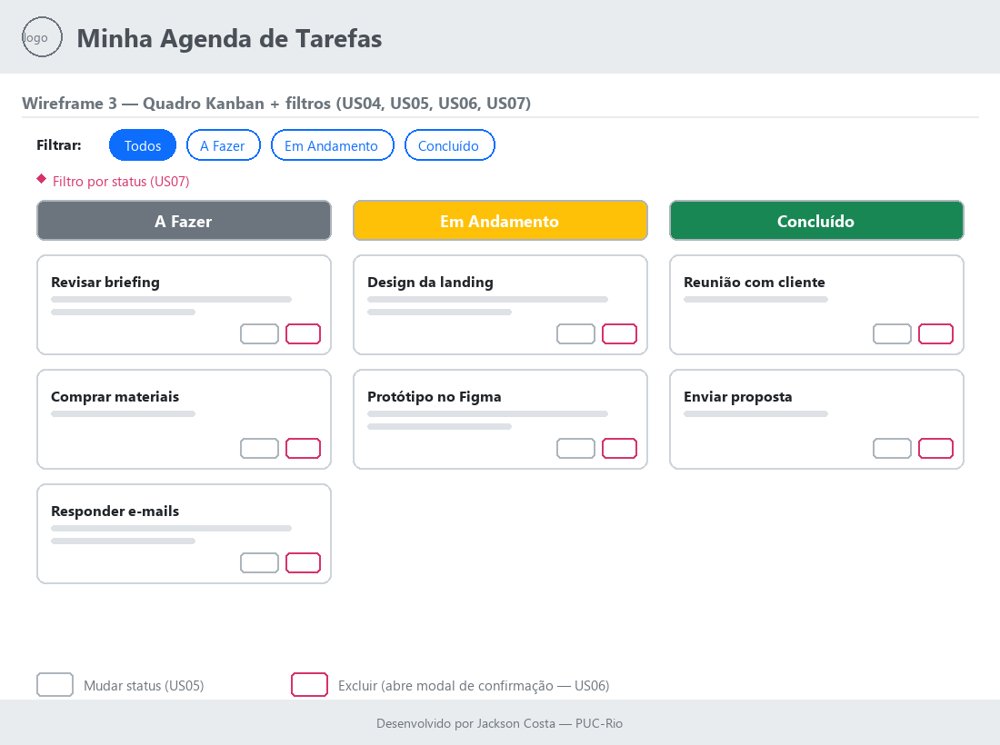 logo
Minha Agenda de Tarefas
Wireframe 3 — Quadro Kanban + filtros (US04, US05, US06, US07)
Filtrar:
Todos
A Fazer
Em Andamento
Concluído
Filtro por status (US07)
A Fazer
Em Andamento
Concluído
Revisar briefing
Design da landing
Reunião com cliente
Comprar materiais
Protótipo no Figma
Enviar proposta
Responder e-mails
Mudar status (US05)
Excluir (abre modal de confirmação — US06)
Desenvolvido por Jackson Costa — PUC-Rio